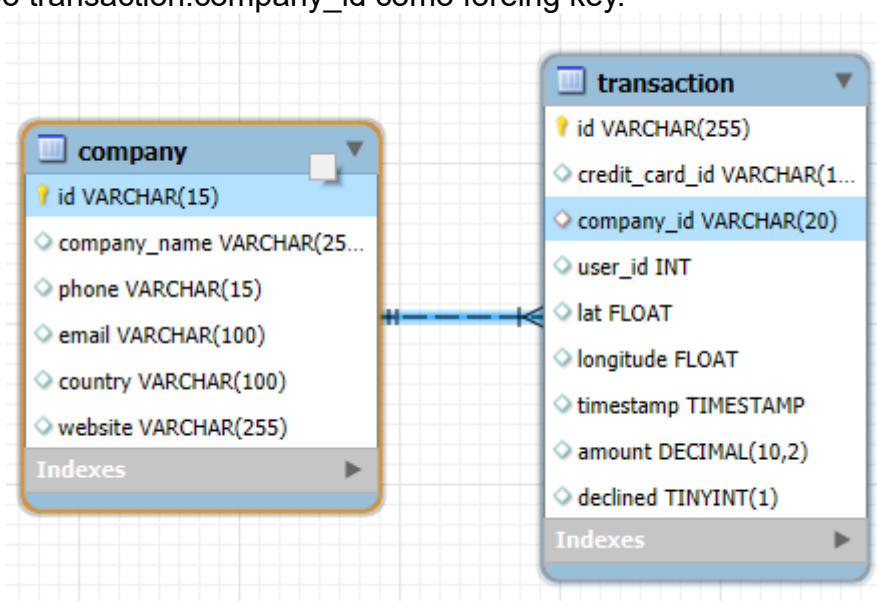 transaction.company_id como forcing key.
company
id VARCHAR(15)
company_name VARCHAR(25...
phone VARCHAR(15)
email VARCHAR(100)
country VARCHAR(100)
website VARCHAR(255)
Indexes
transaction
id VARCHAR(255)
credit_card_id VARCHAR(1...
company_id VARCHAR(20)
user_id INT
lat FLOAT
longitude FLOAT
timestamp TIMESTAMP
amount DECIMAL(10,2)
declined TINYINT(1)
Indexes